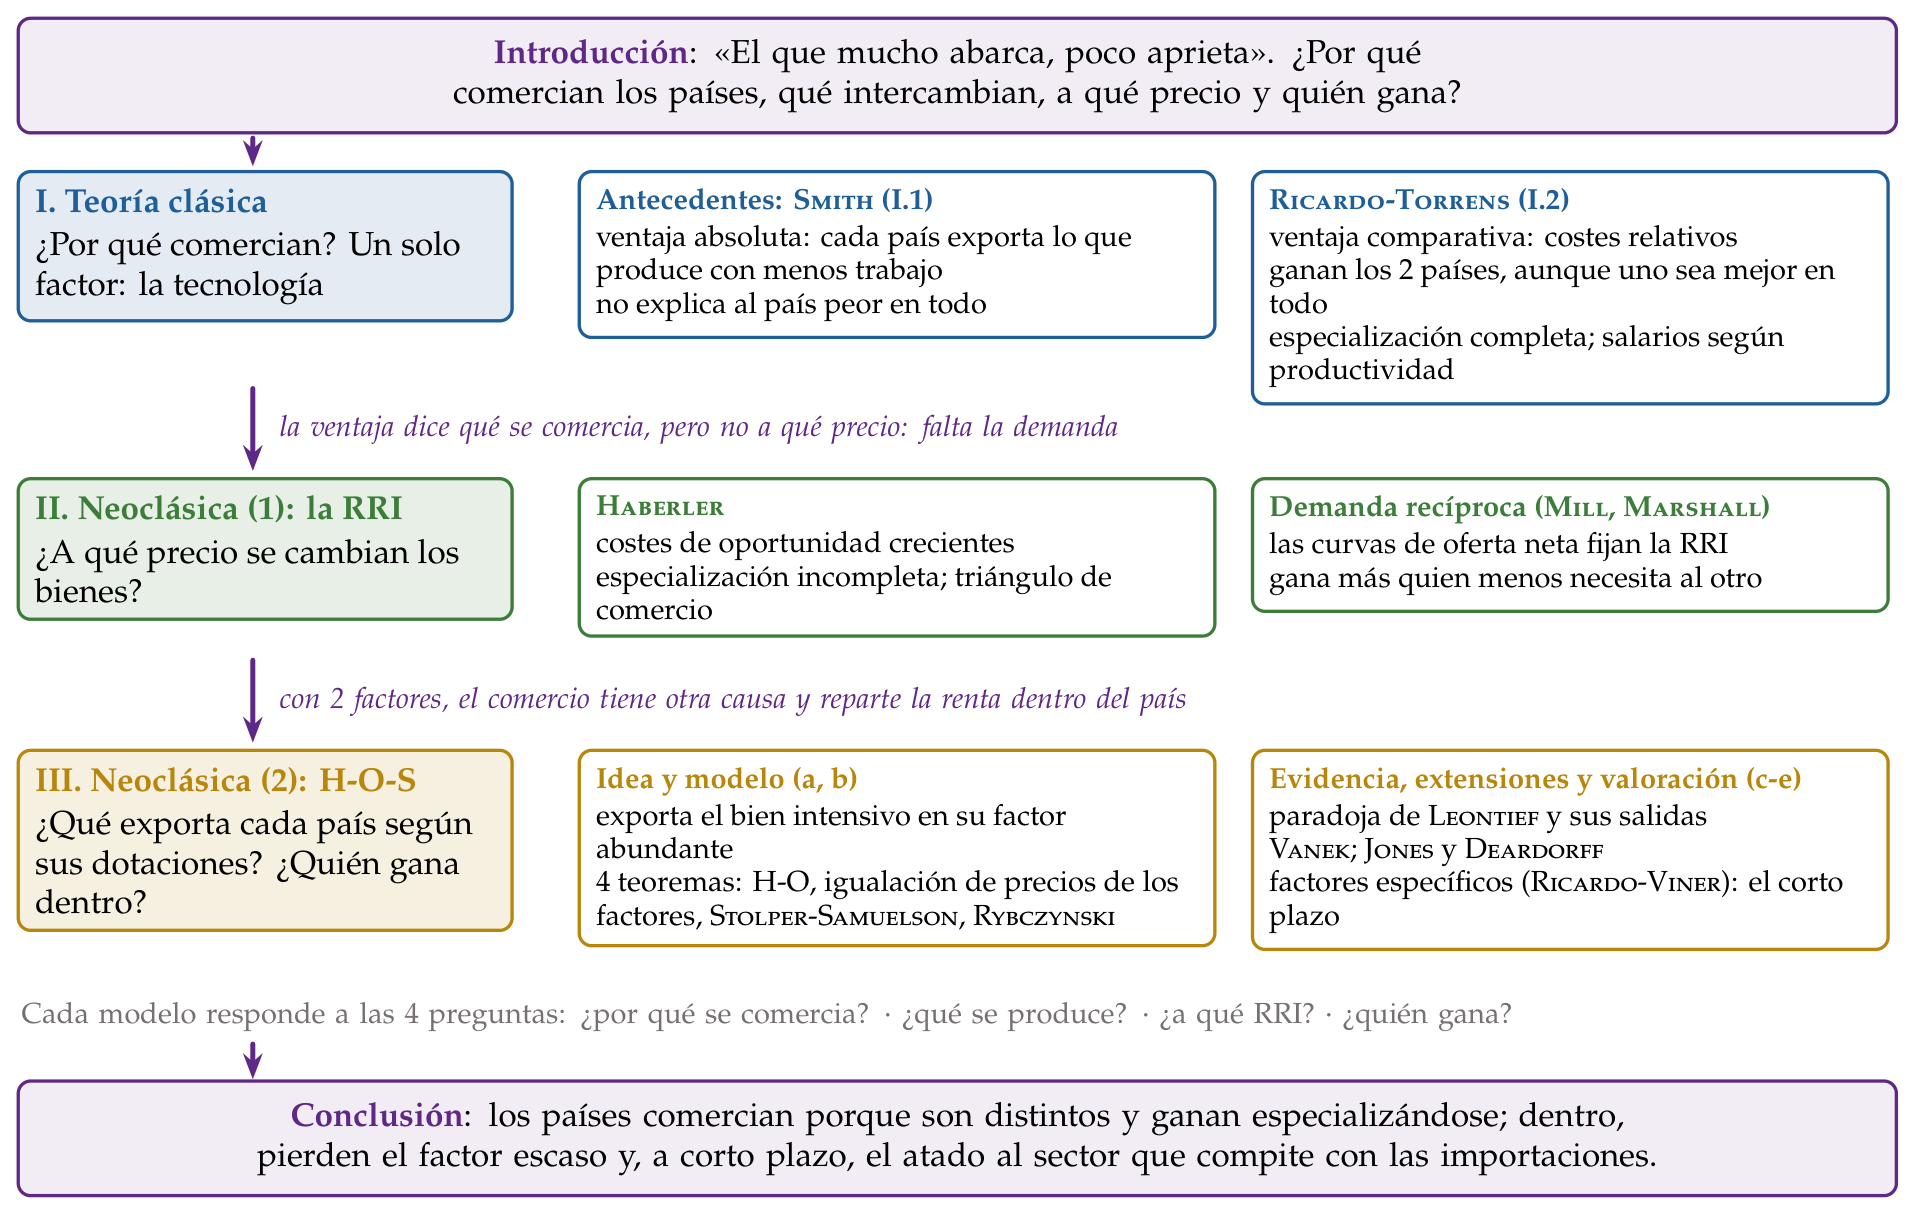 Introducción: «El que mucho abarca, poco aprieta». ¿Por qué
comercian los países, qué intercambian, a qué precio y quién gana?
I. Teoría clásica
¿Por qué comercian? Un solo
factor: la tecnología
Antecedentes: Smith (I.1)
ventaja absoluta: cada país exporta lo que
produce con menos trabajo
no explica al país peor en todo
Ricardo-Torrens (I.2)
ventaja comparativa: costes relativos
ganan los 2 países, aunque uno sea mejor en
todo
especialización completa; salarios según
productividad
la ventaja dice qué se comercia, pero no a qué precio: falta la demanda
II. Neoclásica (1): la RRI
¿A qué precio se cambian los
bienes?
Haberler
costes de oportunidad crecientes
especialización incompleta; triángulo de
comercio
Demanda recíproca (Mill, Marshall)
las curvas de oferta neta fijan la RRI
gana más quien menos necesita al otro
con 2 factores, el comercio tiene otra causa y reparte la renta dentro del país
III. Neoclásica (2): H-O-S
¿Qué exporta cada país según
sus dotaciones? ¿Quién gana
dentro?
Idea y modelo (a, b)
exporta el bien intensivo en su factor
abundante
4 teoremas: H-O, igualación de precios de los
factores, Stolper-Samuelson, Rybczynski
Evidencia, extensiones y valoración (c-e)
paradoja de Leontief y sus salidas
Vanek; Jones y Deardorff
factores específicos (Ricardo-Viner): el corto
plazo
Cada modelo responde a las 4 preguntas: ¿por qué se comercia? · ¿qué se produce? · ¿a qué RRI? · ¿quién gana?
Conclusión: los países comercian porque son distintos y ganan especializándose; dentro,
pierden el factor escaso y, a corto plazo, el atado al sector que compite con las importaciones.